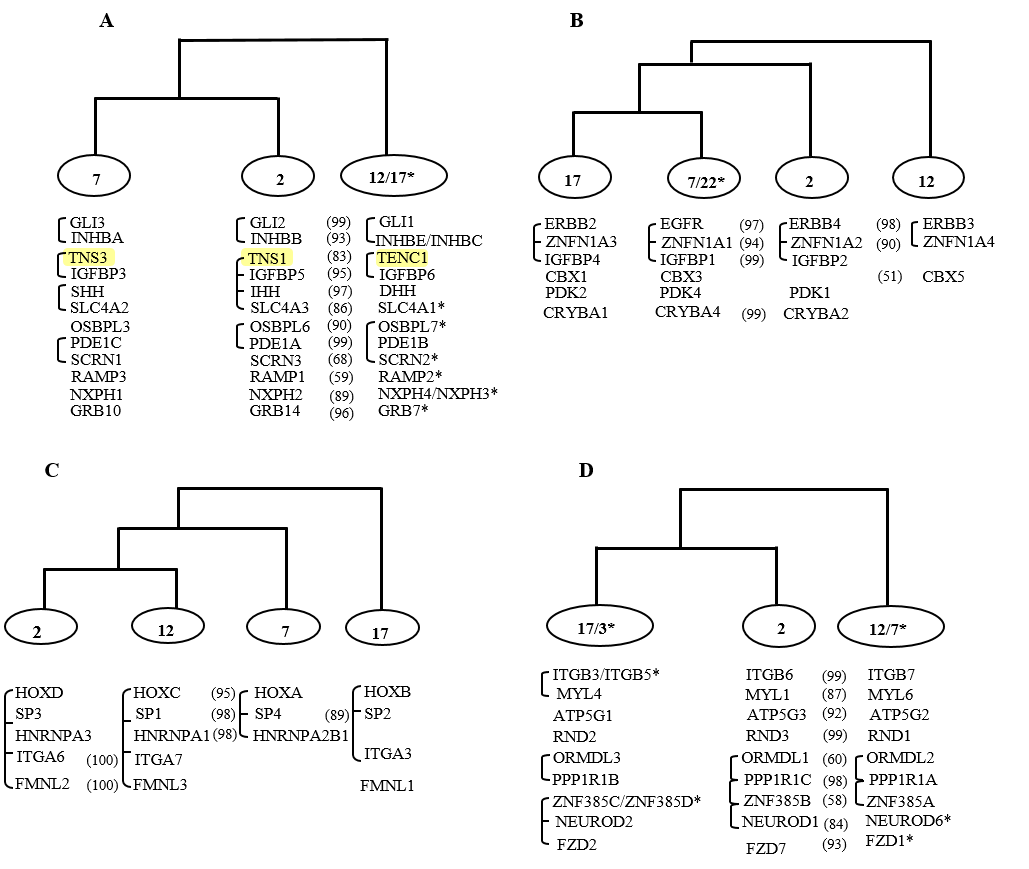 A
7 2 12/17*
GLI3 GLI2 (99) GLI1
INHBA INHBB (93) INHBE/INHBC
TNS3 TNS1 (83) TENC1
IGFBP3 IGFBP5 (95) IGFBP6
SHH IHH (97) DHH
SLC4A2 SLC4A3 (86) SLC4A1*
OSBPL3 OSBPL6 (90) OSBPL7*
PDE1C PDE1A (99) PDE1B
SCRN1 SCRN3 (68) SCRN2*
RAMP3 RAMP1 (59) RAMP2*
NXPH1 NXPH2 (89) NXPH4/NXPH3*
GRB10 GRB14 (96) GRB7*
B
17 7/22* 2 12
ERBB2 EGFR (97) ERBB4 (98) ERBB3
ZNFN1A3 ZNFN1A1 (94) ZNFN1A2 (90) ZNFN1A4
IGFBP4 IGFBP1 (99) IGFBP2
CBX1 CBX3 (51) CBX5
PDK2 PDK4 PDK1
CRYBA1 CRYBA4 (99) CRYBA2
C
2 12 7 17
HOXD HOXC (95) HOXA HOXB
SP3 SP1 (98) SP4 (89) SP2
HNRNPA3 HNRNPA1 (98) HNRNPA2B1
ITGA6 (100) ITGA7 ITGA3
FMNL2 (100) FMNL3 FMNL1
D
17/3* 2 12/7*
ITGB3/ITGB5* ITGB6 (99) ITGB7
MYL4 MYL1 (87) MYL6
ATP5G1 ATP5G3 (92) ATP5G2
RND2 RND3 (99) RND1
ORMDL3 ORMDL1 (60) ORMDL2
PPP1R1B PPP1R1C (98) PPP1R1A
ZNF385C/ZNF385D* ZNF385B (58) ZNF385A
NEUROD2 NEUROD1 (84) NEUROD6*
FZD2 FZD7 (93) FZD1*